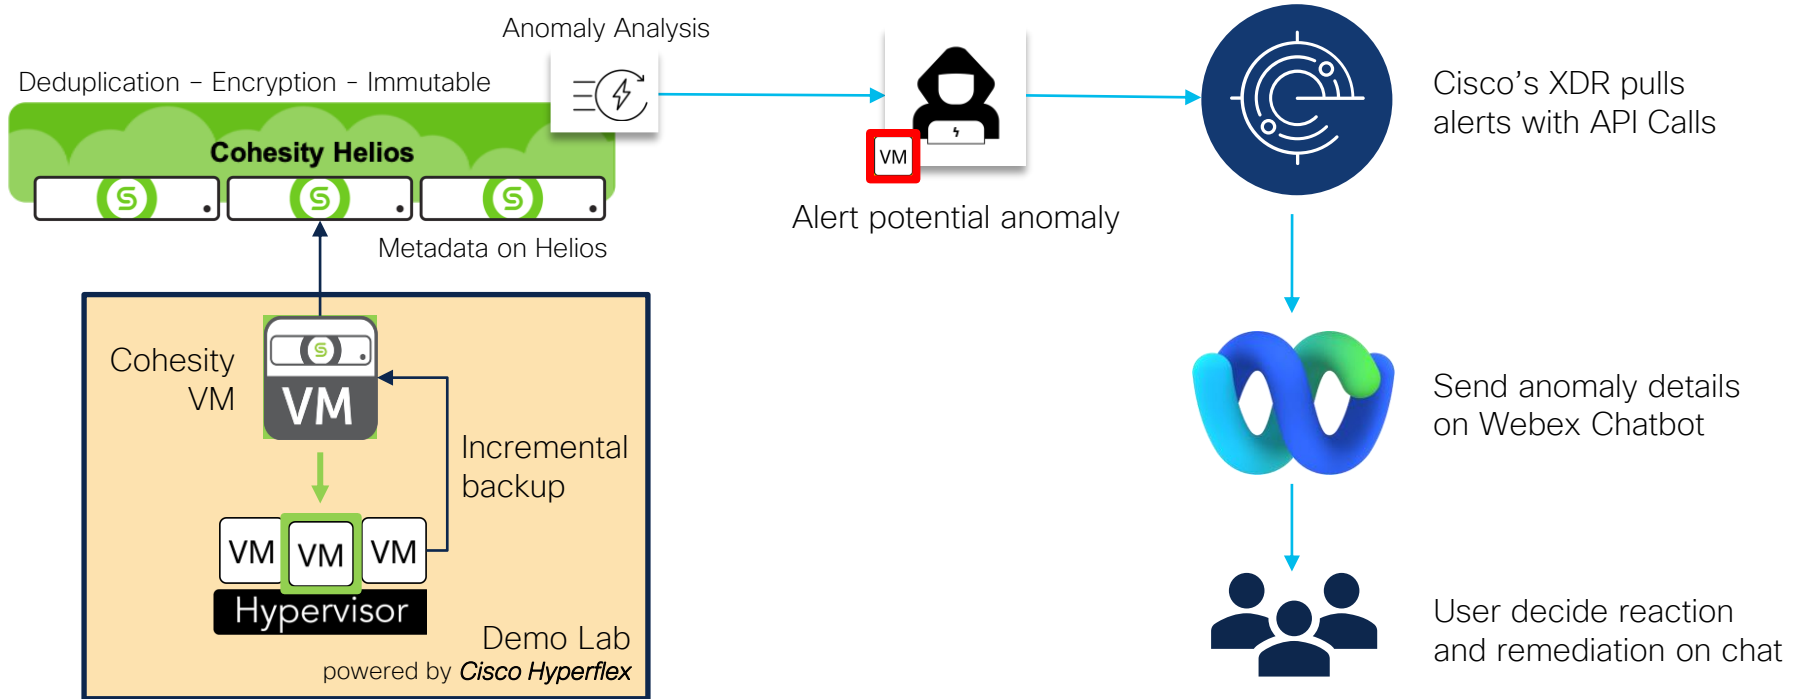 Anomaly Analysis
Deduplication – Encryption - Immutable
Cohesity Helios
Metadata on Helios
VM
Alert potential anomaly
Cisco's XDR pulls
alerts with API Calls
Cohesity
VM
VM
Incremental
backup
VM
VM
VM
Hypervisor
Demo Lab
powered by Cisco Hyperflex
Send anomaly details
on Webex Chatbot
User decide reaction
and remediation on chat